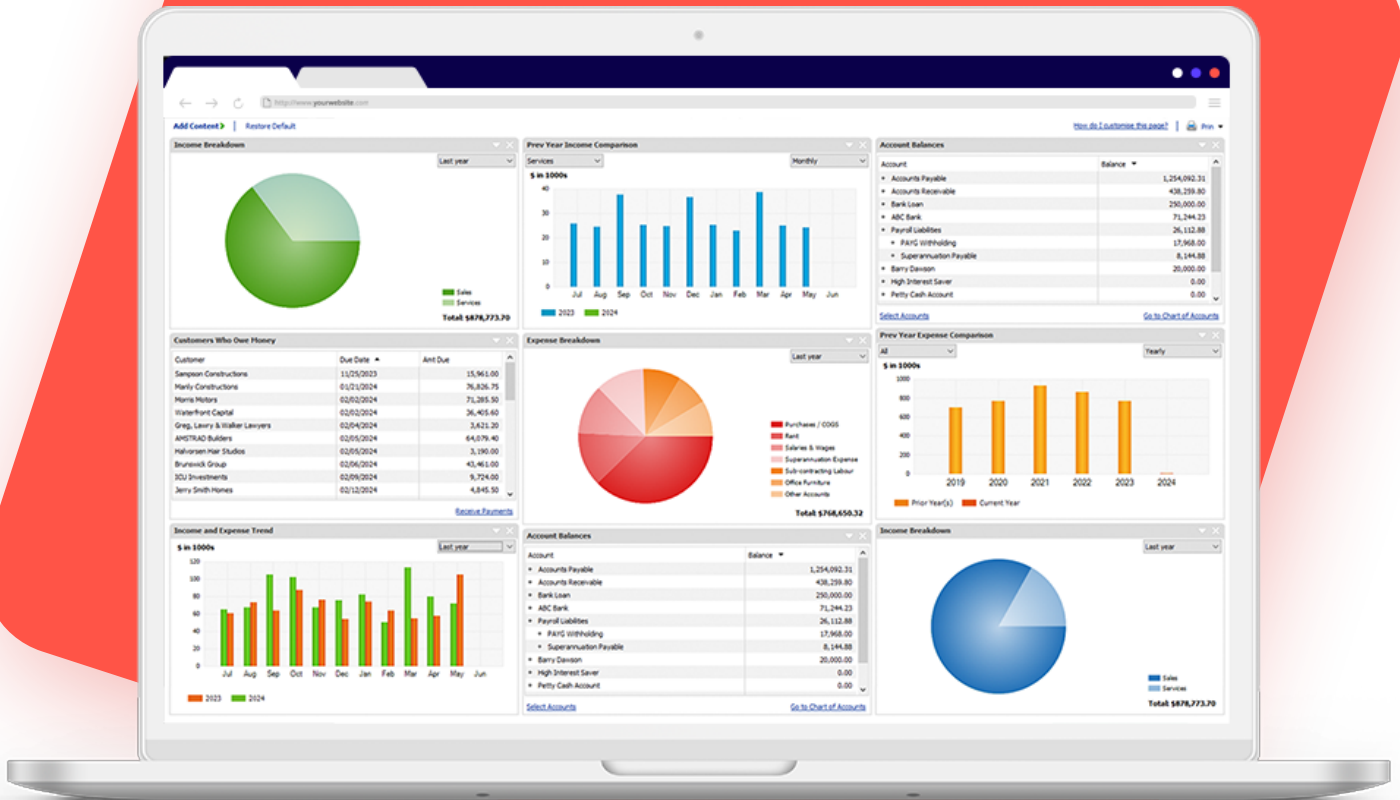 http://www.yourwebsite.com
Add Content | Restore Default
How do I customise this page? |
Income Breakdown
Last year
Sales
Services
Total: $878,773.70
Prev Year Income Comparison
Services
Monthly
$ in 1000s
40
30
20
10
0
Jul Aug Sep Oct Nov Dec Jan Feb Mar Apr May Jun
2023 2024
Account Balances
Account Balance
Accounts Payable 1,254,092.31
Accounts Receivable 438,259.80
Bank Loan 250,000.00
ABC Bank 71,244.23
Payroll Liabilities 26,112.88
PAYG Withholding 17,968.00
Superannuation Payable 8,144.88
Barry Dawson 20,000.00
High Interest Saver 0.00
Petty Cash Account 0.00
Select Accounts Go to Chart of Accounts
Customers Who Owe Money
Customer Due Date Amt Due
Sampson Constructions 11/25/2023 15,961.00
Manly Constructions 01/21/2024 76,826.75
Morris Motors 02/02/2024 71,285.50
Waterfront Capital 02/02/2024 36,405.60
Greg, Lawry & Walker Lawyers 02/04/2024 3,621.20
AMSTRAD Builders 02/05/2024 64,079.40
Halvorsen Hair Studios 02/05/2024 3,190.00
Brunswick Group 02/06/2024 43,461.00
ICU Investments 02/09/2024 9,724.00
Jerry Smith Homes 02/12/2024 4,845.50
Receive Payments
Expense Breakdown
Last year
Purchases / COGS
Rent
Salaries & Wages
Superannuation Expense
Sub-contracting Labour
Office Furniture
Other Accounts
Total: $768,650.32
Prev Year Expense Comparison
All
Yearly
$ in 1000s
1000
800
600
400
200
0
2019 2020 2021 2022 2023 2024
Prior Year(s) Current Year
Income and Expense Trend
$ in 1000s
Last year
120
100
80
60
40
20
0
Jul Aug Sep Oct Nov Dec Jan Feb Mar Apr May Jun
2023 2024
Account Balances
Account Balance
Accounts Payable 1,254,092.31
Accounts Receivable 438,259.80
Bank Loan 250,000.00
ABC Bank 71,244.23
Payroll Liabilities 26,112.88
PAYG Withholding 17,968.00
Superannuation Payable 8,144.88
Barry Dawson 20,000.00
High Interest Saver 0.00
Petty Cash Account 0.00
Select Accounts Go to Chart of Accounts
Income Breakdown
Last year
Sales
Services
Total: $878,773.70